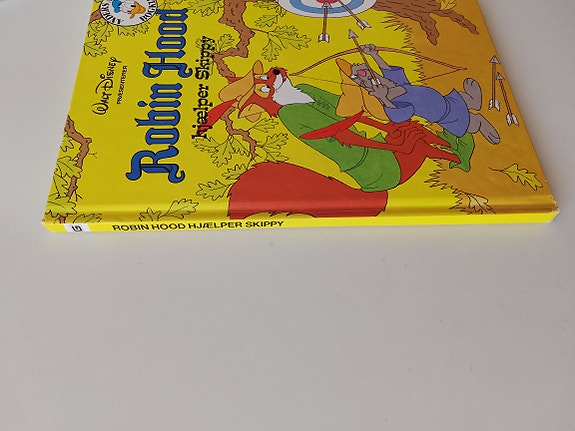 WALT DISNEY
PRÆSENTERER
Robin Hood
hjælper Skippy
ROBIN HOOD HJÆLPER SKIPPY